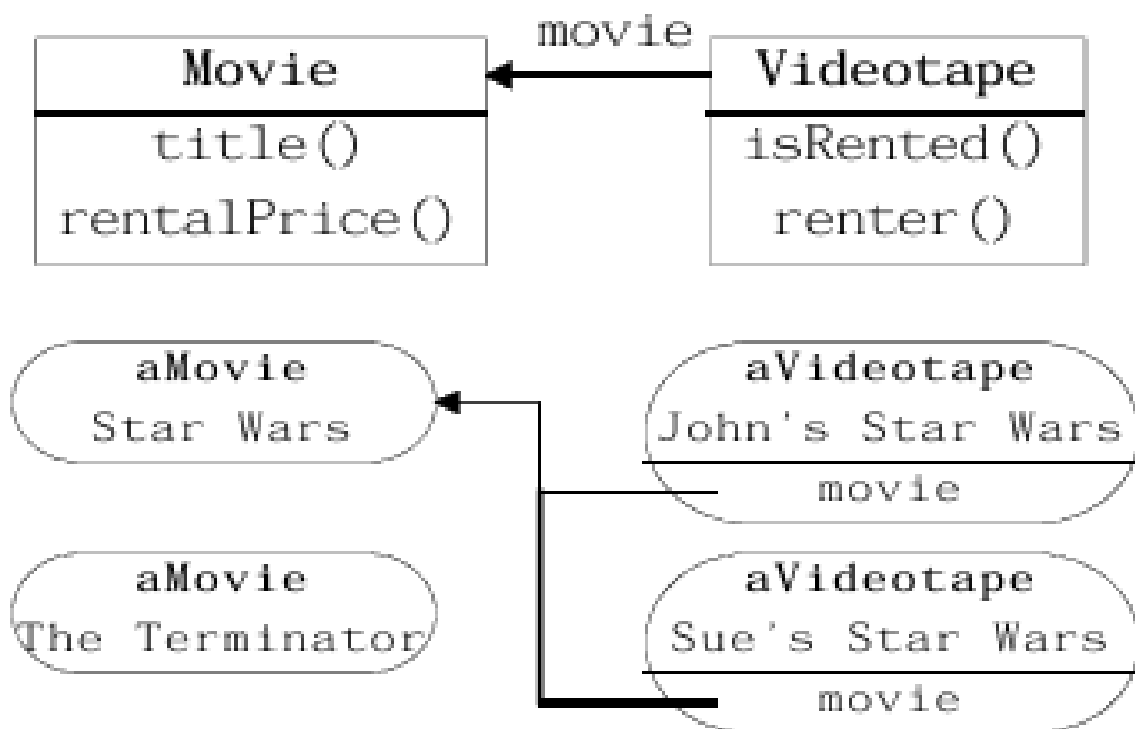 movie
Movie
title()
rentalPrice()
Videotape
isRented()
renter()
aMovie
Star Wars
aVideotape
John's Star Wars
movie
aMovie
The Terminator
aVideotape
Sue's Star Wars
movie